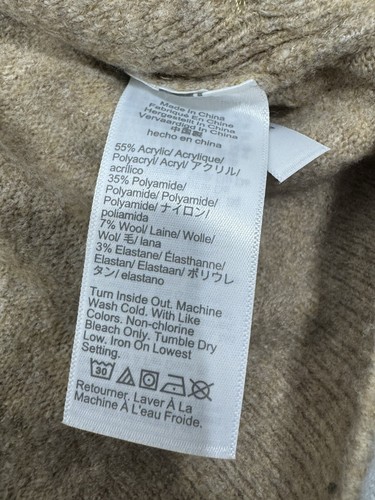 Made in China
Fabriqué En Chine
Hergestellt in China
Vervaardigd in China
中国製
hecho en china
55% Acrylic/ Acrylique/
Polyacryl/ Acryl/ アクリル/
acrílico
35% Polyamide/
Polyamide/ Polyamide/
Polyamide/ ナイロン/
poliamida
7% Wool/ Laine/ Wolle/
Wol/ 毛/ lana
3% Elastane/ Élasthanne/
Elastan/ Elastaan/ ポリウレ
タン/ elastano
Turn Inside Out. Machine
Wash Cold. With Like
Colors. Non-chlorine
Bleach Only. Tumble Dry
Low. Iron On Lowest
Setting.
30
Retourner. Laver À La
Machine À L'eau Froide.